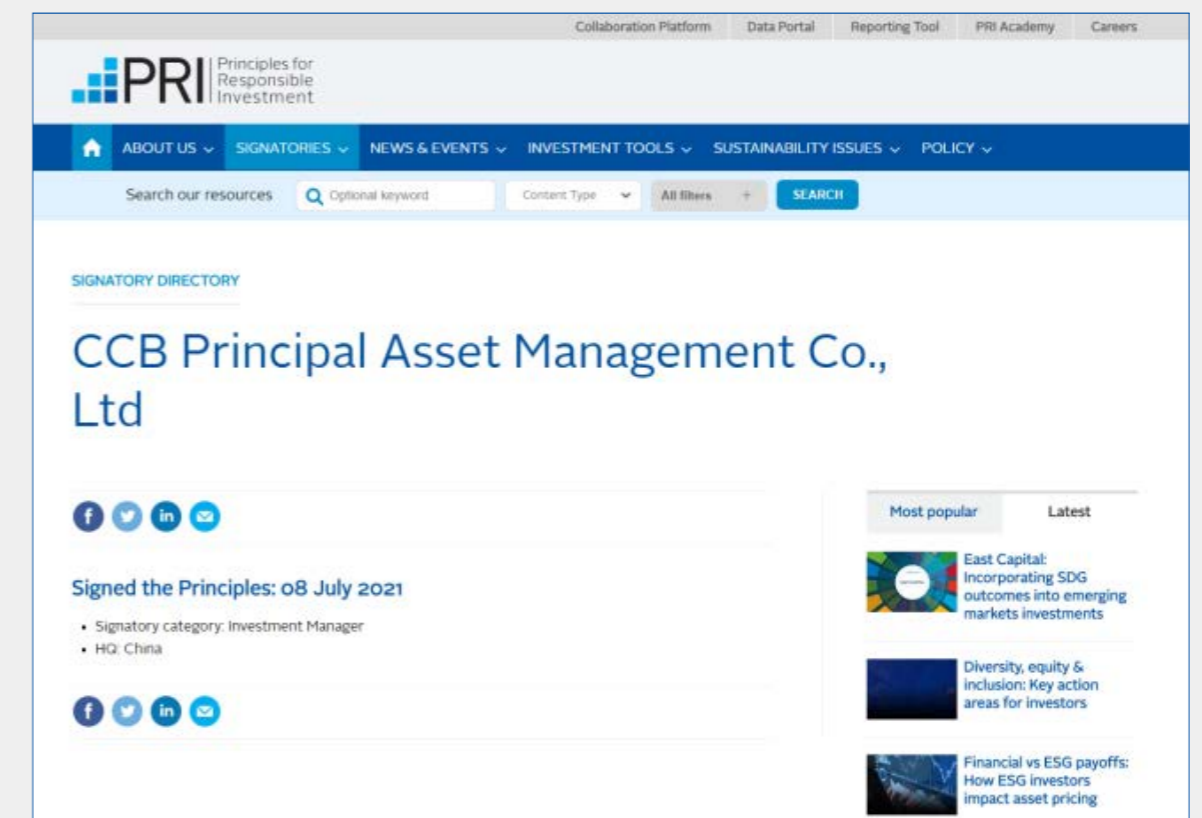 Collaboration Platform Data Portal Reporting Tool PRI Academy Careers
PRI Principles for
Responsible
Investment
ABOUT US SIGNATORIES NEWS & EVENTS INVESTMENT TOOLS SUSTAINABILITY ISSUES POLICY
Search our resources Optional keyword Content Type All filters + SEARCH
SIGNATORY DIRECTORY
CCB Principal Asset Management Co.,
Ltd
Signed the Principles: 08 July 2021
• Signatory category: Investment Manager
• HQ: China
Most popular Latest
East Capital:
Incorporating SDG
outcomes into emerging
markets investments
Diversity, equity &
inclusion: Key action
areas for investors
Financial vs ESG payoffs:
How ESG investors
impact asset pricing